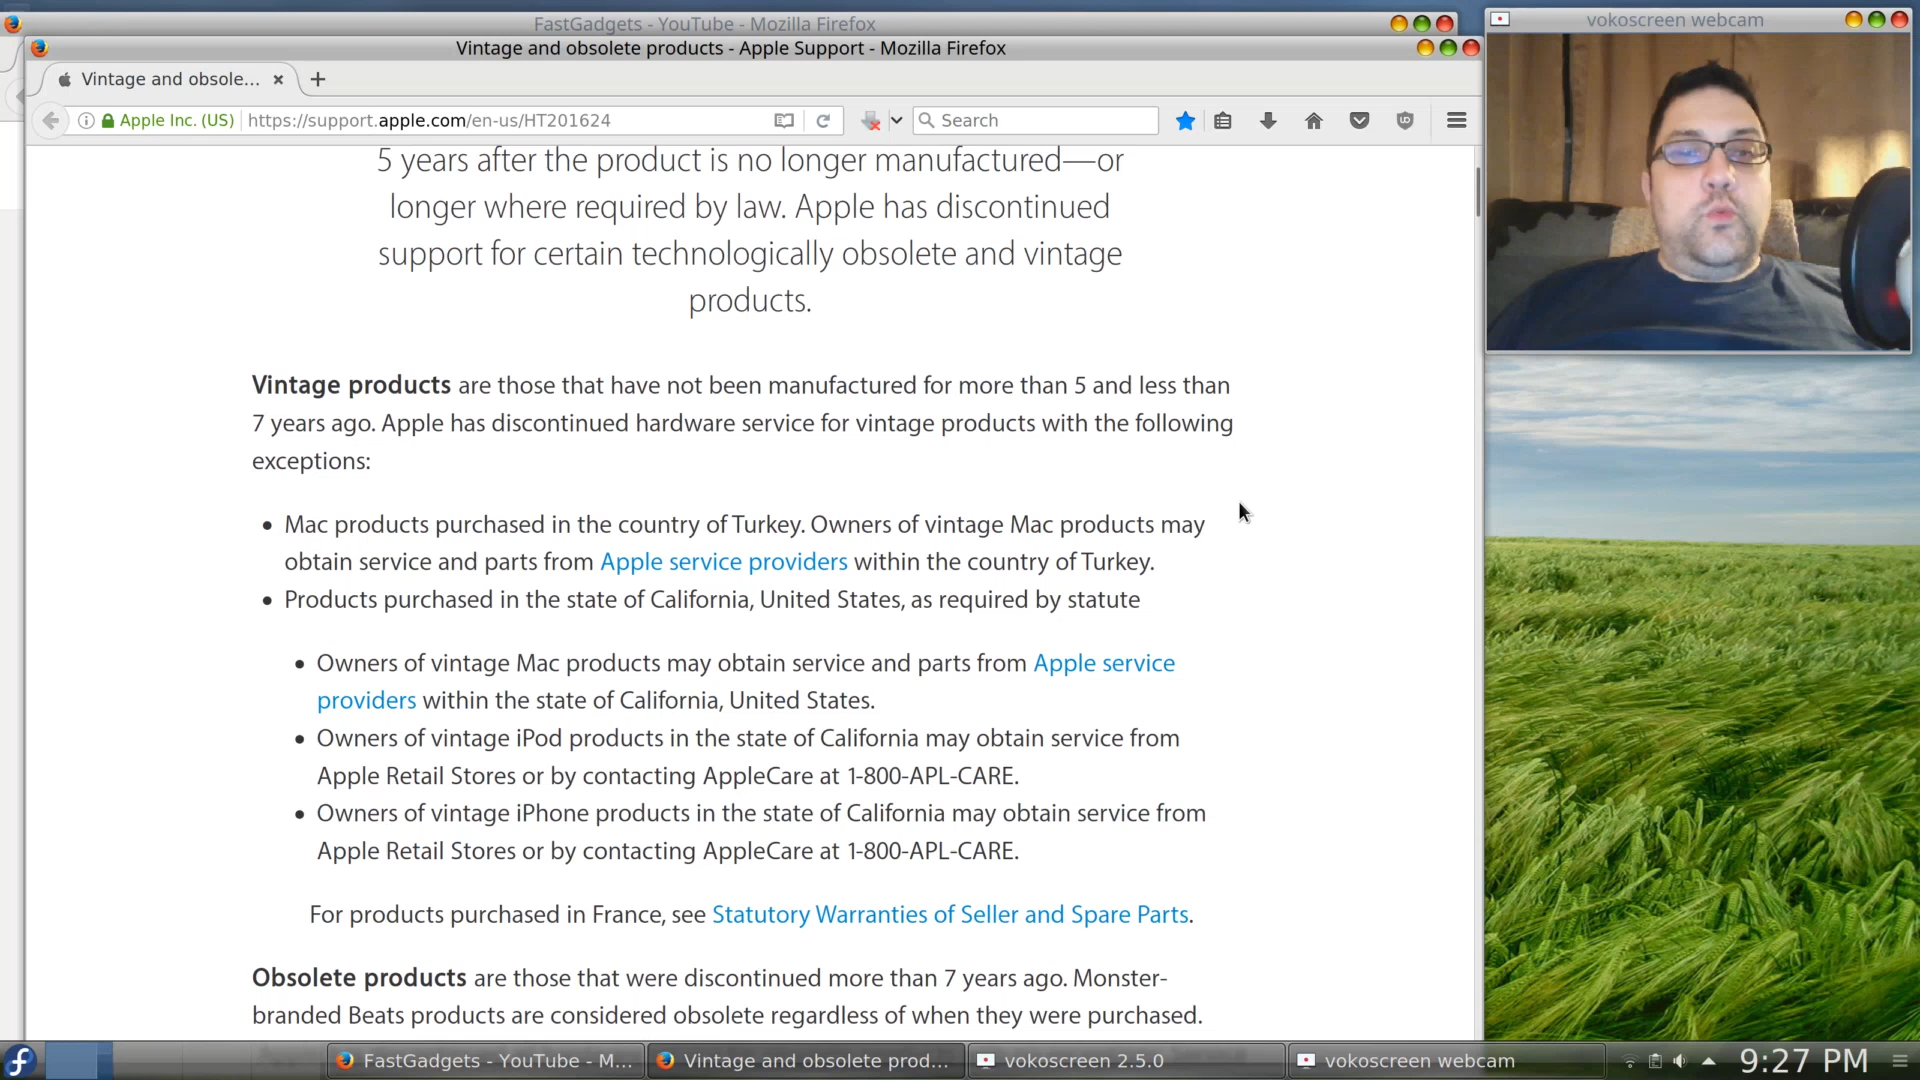 FastGadgets - YouTube - Mozilla Firefox
Vintage and obsolete products - Apple Support - Mozilla Firefox
vokoscreen webcam
Vintage and obsole...
Apple Inc. (US)
https://support.apple.com/en-us/HT201624
Search
5 years after the product is no longer manufactured—or
longer where required by law. Apple has discontinued
support for certain technologically obsolete and vintage
products.
Vintage products are those that have not been manufactured for more than 5 and less than
7 years ago. Apple has discontinued hardware service for vintage products with the following
exceptions:
• Mac products purchased in the country of Turkey. Owners of vintage Mac products may
obtain service and parts from Apple service providers within the country of Turkey.
• Products purchased in the state of California, United States, as required by statute
• Owners of vintage Mac products may obtain service and parts from Apple service
providers within the state of California, United States.
• Owners of vintage iPod products in the state of California may obtain service from
Apple Retail Stores or by contacting AppleCare at 1-800-APL-CARE.
• Owners of vintage iPhone products in the state of California may obtain service from
Apple Retail Stores or by contacting AppleCare at 1-800-APL-CARE.
For products purchased in France, see Statutory Warranties of Seller and Spare Parts.
Obsolete products are those that were discontinued more than 7 years ago. Monster-
branded Beats products are considered obsolete regardless of when they were purchased.
FastGadgets - YouTube - M...
Vintage and obsolete prod...
vokoscreen 2.5.0
vokoscreen webcam
9:27 PM